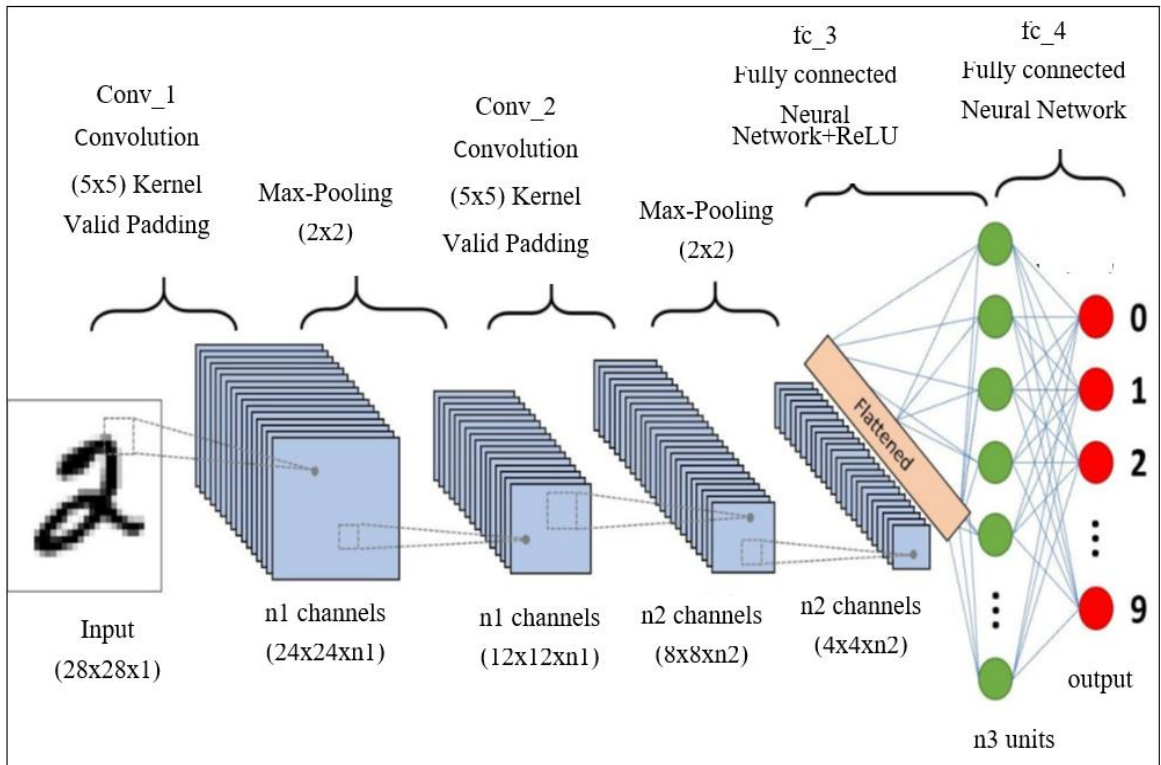 Conv_1
Convolution
(5x5) Kernel
Valid Padding
Max-Pooling
(2x2)
Conv_2
Convolution
(5x5) Kernel
Valid Padding
Max-Pooling
(2x2)
fc_3
Fully connected
Neural
Network+ReLU
fc_4
Fully connected
Neural Network
Flattened
0
1
2
9
Input
(28x28x1)
n1 channels
(24x24xn1)
n1 channels
(12x12xn1)
n2 channels
(8x8xn2)
n2 channels
(4x4xn2)
n3 units
output